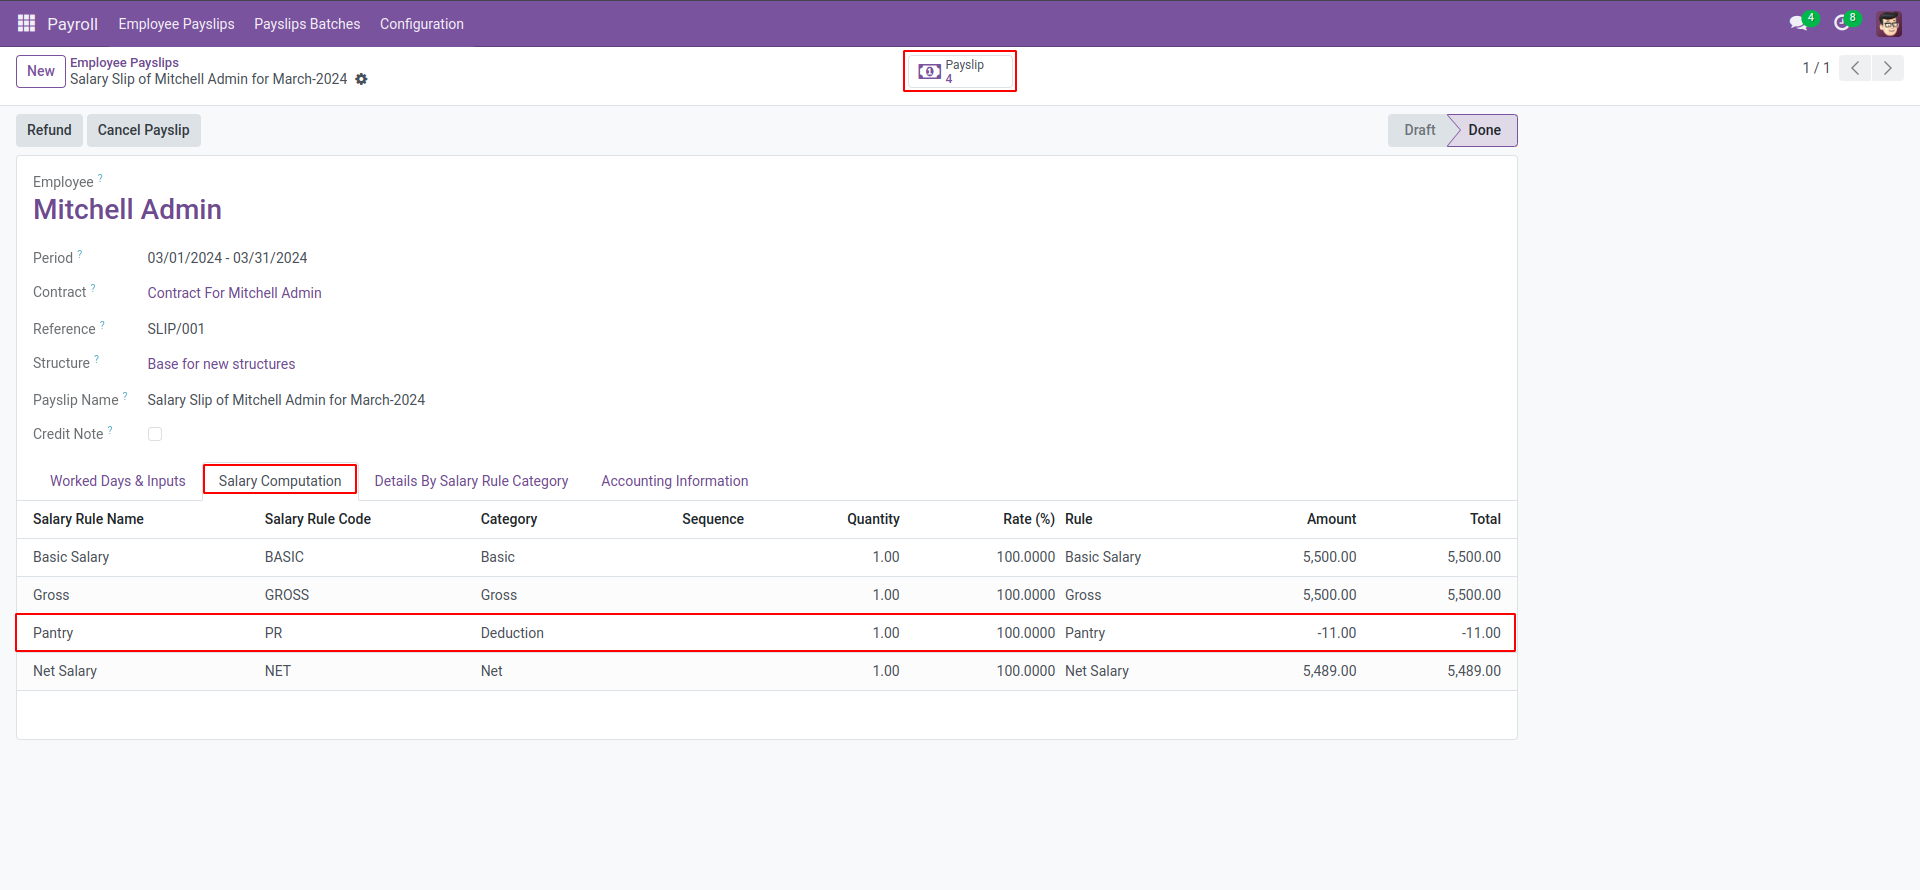 Payroll Employee Payslips Payslips Batches Configuration 4 8
New Employee Payslips Payslip
Salary Slip of Mitchell Admin for March-2024 4 1 / 1
Refund Cancel Payslip Draft Done
Employee ?
Mitchell Admin
Period ? 03/01/2024 - 03/31/2024
Contract ? Contract For Mitchell Admin
Reference ? SLIP/001
Structure ? Base for new structures
Payslip Name ? Salary Slip of Mitchell Admin for March-2024
Credit Note ?
Worked Days & Inputs Salary Computation Details By Salary Rule Category Accounting Information
Salary Rule Name Salary Rule Code Category Sequence Quantity Rate (%) Rule Amount Total
Basic Salary BASIC Basic 1.00 100.0000 Basic Salary 5,500.00 5,500.00
Gross GROSS Gross 1.00 100.0000 Gross 5,500.00 5,500.00
Pantry PR Deduction 1.00 100.0000 Pantry -11.00 -11.00
Net Salary NET Net 1.00 100.0000 Net Salary 5,489.00 5,489.00